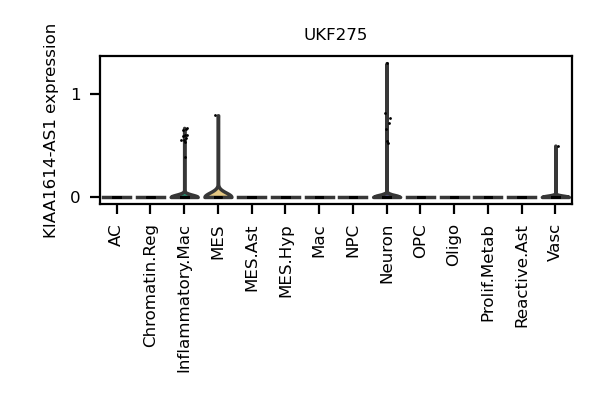 UKF275
KIAA1614-AS1 expression
1
0
AC
Chromatin.Reg
Inflammatory.Mac
MES
MES.Ast
MES.Hyp
Mac
NPC
Neuron
OPC
Oligo
Prolif.Metab
Reactive.Ast
Vasc